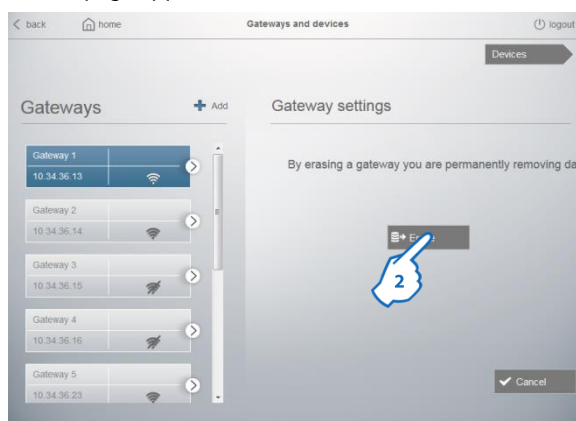 back home Gateways and devices logout
Devices
Gateways Add Gateway settings
Gateway 1
10.34.36.13
By erasing a gateway you are permanently removing da
Gateway 2
10.34.36.14
Gateway 3
10.34.36.15
2
Gateway 4
10.34.36.16
Gateway 5
10.34.36.23
Cancel